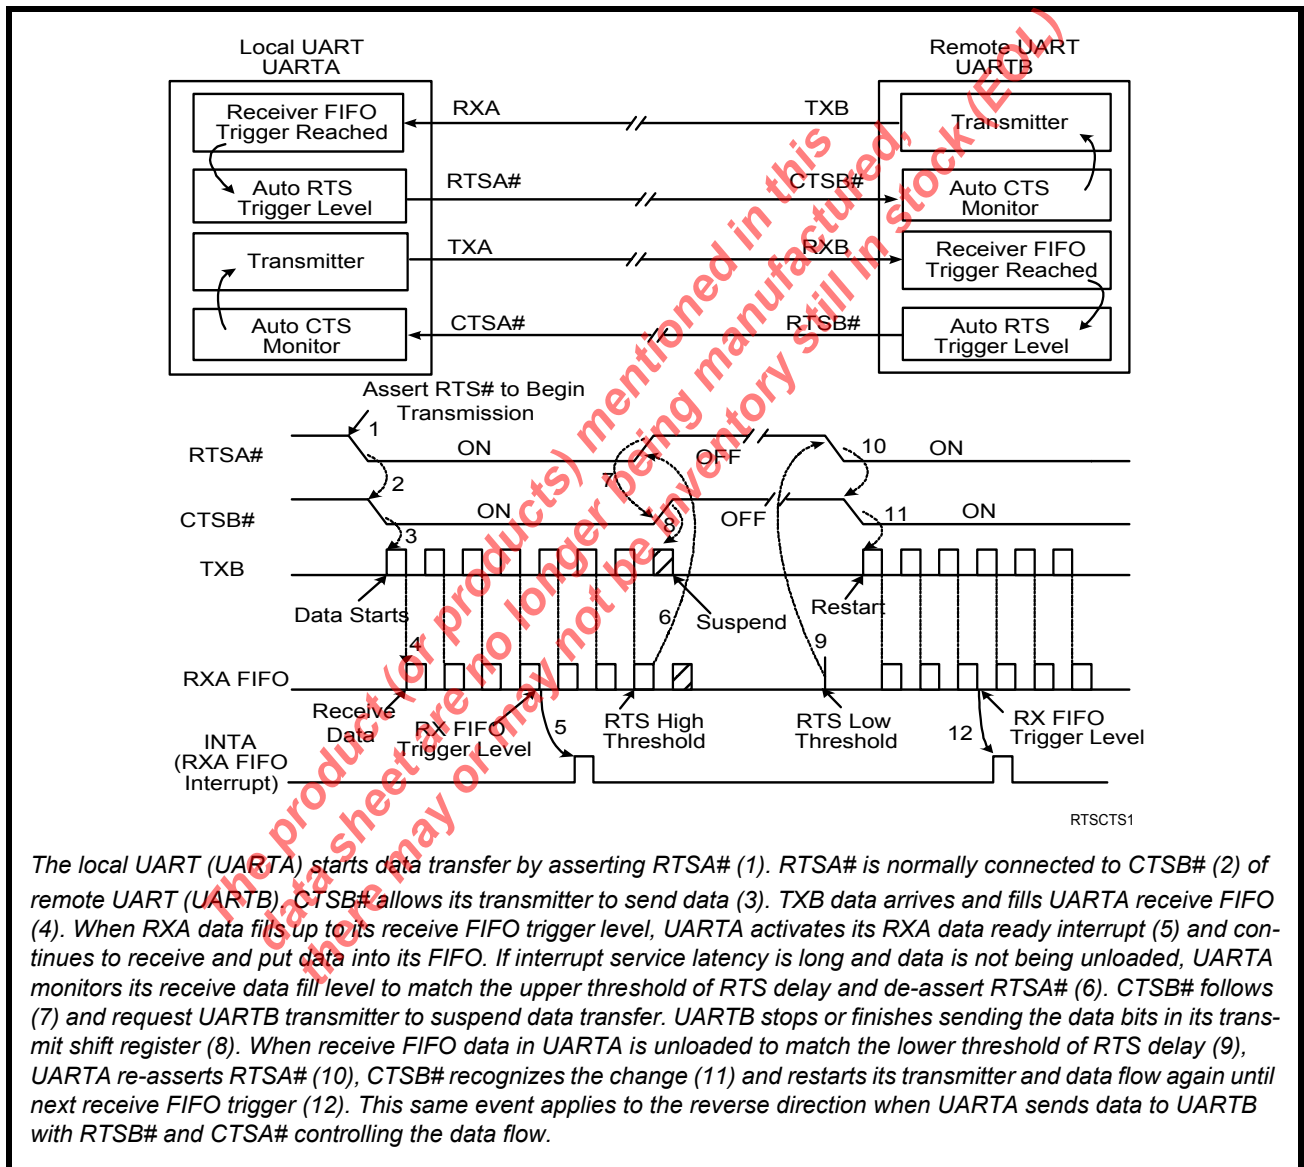 Local UART
UARTA
Remote UART
UARTB
Receiver FIFO
Trigger Reached
RXA
TXB
Transmitter
Auto RTS
Trigger Level
RTSA#
CTSB#
Auto CTS
Monitor
Transmitter
TXA
RXB
Receiver FIFO
Trigger Reached
Auto CTS
Monitor
CTSA#
RTSB#
Auto RTS
Trigger Level
Assert RTS# to Begin
Transmission
RTSA#
1
ON
7
OFF
10
ON
2
CTSB#
3
ON
8
OFF
11
ON
TXB
Data Starts
6
Suspend
Restart
4
9
RXA FIFO
Receive
Data
RX FIFO
Trigger Level
5
RTS High
Threshold
RTS Low
Threshold
12
RX FIFO
Trigger Level
INTA
(RXA FIFO
Interrupt)
RTSCTS1
The local UART (UARTA) starts data transfer by asserting RTSA# (1). RTSA# is normally connected to CTSB# (2) of
remote UART (UARTB). CTSB# allows its transmitter to send data (3). TXB data arrives and fills UARTA receive FIFO
(4). When RXA data fills up to its receive FIFO trigger level, UARTA activates its RXA data ready interrupt (5) and con-
tinues to receive and put data into its FIFO. If interrupt service latency is long and data is not being unloaded, UARTA
monitors its receive data fill level to match the upper threshold of RTS delay and de-assert RTSA# (6). CTSB# follows
(7) and request UARTB transmitter to suspend data transfer. UARTB stops or finishes sending the data bits in its trans-
mit shift register (8). When receive FIFO data in UARTA is unloaded to match the lower threshold of RTS delay (9),
UARTA re-asserts RTSA# (10), CTSB# recognizes the change (11) and restarts its transmitter and data flow again until
next receive FIFO trigger (12). This same event applies to the reverse direction when UARTA sends data to UARTB
with RTSB# and CTSA# controlling the data flow.
The product (or products) mentioned in this
data sheet are no longer being manufactured,
there may or may not be inventory still in stock (EOL)